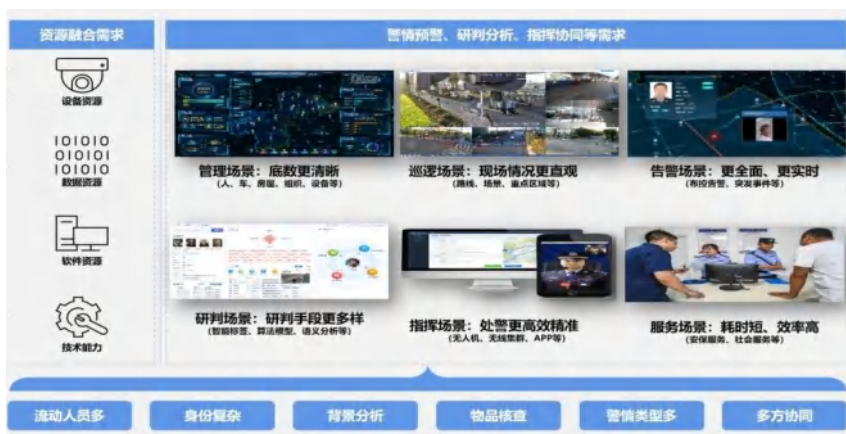 资源融合需求
警情预警、研判分析、指挥协同等需求
设备资源
101010
010101
101010
数据资源
软件资源
技术能力
管理场景：底数更清晰
（人、车、房屋、组织、设备等）
巡逻场景：现场情况更直观
（路线、场景、重点区域等）
告警场景：更全面、更实时
（布控告警、突发事件等）
研判场景：研判手段更多样
（智能标签、算法模型、语义分析等）
指挥场景：处警更高效精准
（无人机、无线集群、APP等）
服务场景：耗时短、效率高
（安保服务、社会服务等）
流动人员多
身份复杂
背景分析
物品核查
警情类型多
多方协同